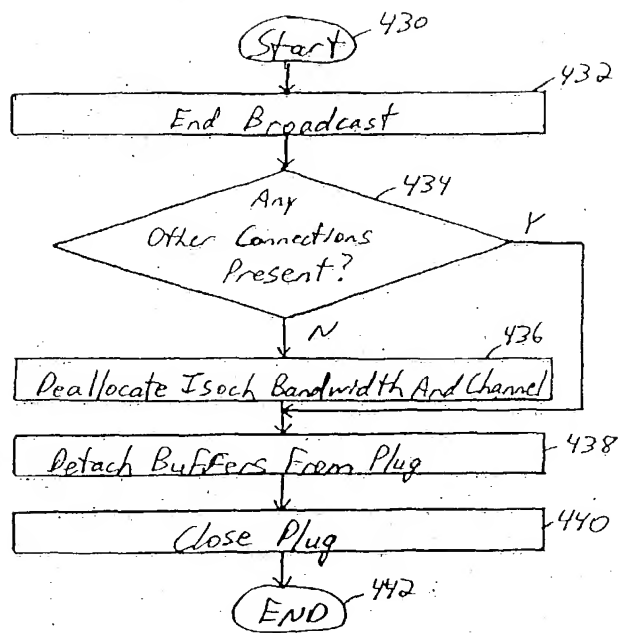 Start 430
432
End Broadcast
434
Any
Other Connections
Present?
Y
N
436
Deallocate Isoch Bandwidth And Channel
Detach Buffers From Plug 438
Close Plug 440
END 442